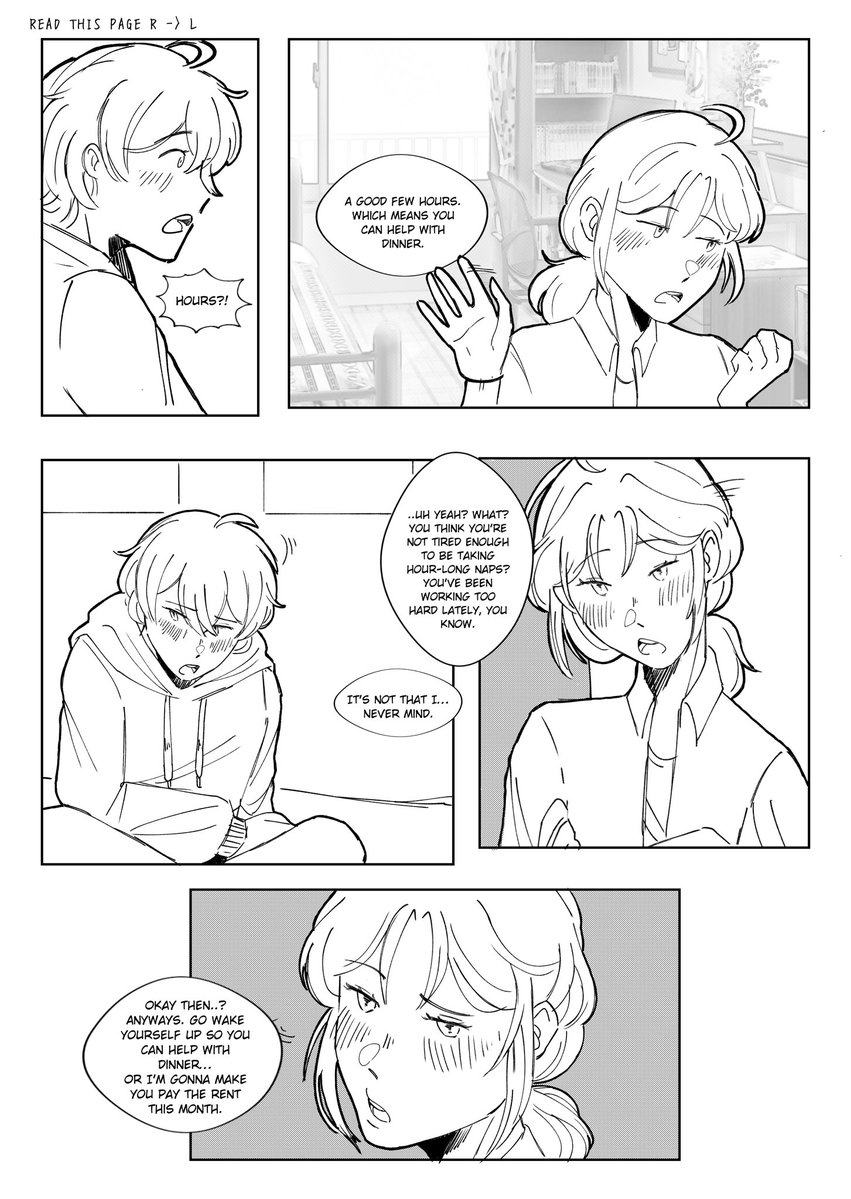 READ THIS PAGE R -> L
A GOOD FEW HOURS.
WHICH MEANS YOU
CAN HELP WITH
DINNER.
HOURS?!
..UH YEAH? WHAT?
YOU THINK YOU'RE
NOT TIRED ENOUGH
TO BE TAKING
HOUR-LONG NAPS?
YOU'VE BEEN
WORKING TOO
HARD LATELY, YOU
KNOW.
IT'S NOT THAT I...
NEVER MIND.
OKAY THEN..?
ANYWAYS. GO WAKE
YOURSELF UP SO YOU
CAN HELP WITH
DINNER...
OR I'M GONNA MAKE
YOU PAY THE RENT
THIS MONTH.